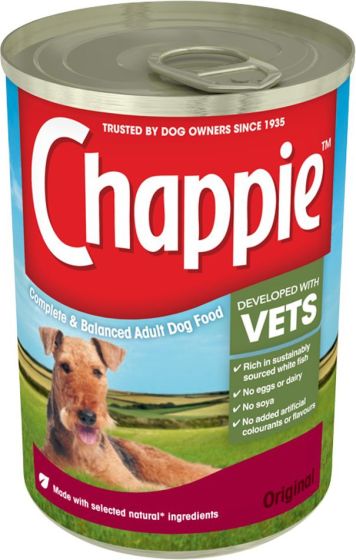 TRUSTED BY DOG OWNERS SINCE 1935
Chappie™
Complete & Balanced Adult Dog Food
DEVELOPED WITH
VETS
✓ Rich in sustainably
sourced white fish
✓ No eggs or dairy
✓ No soya
✓ No added artificial
colourants or flavours
Made with selected natural* ingredients
Original